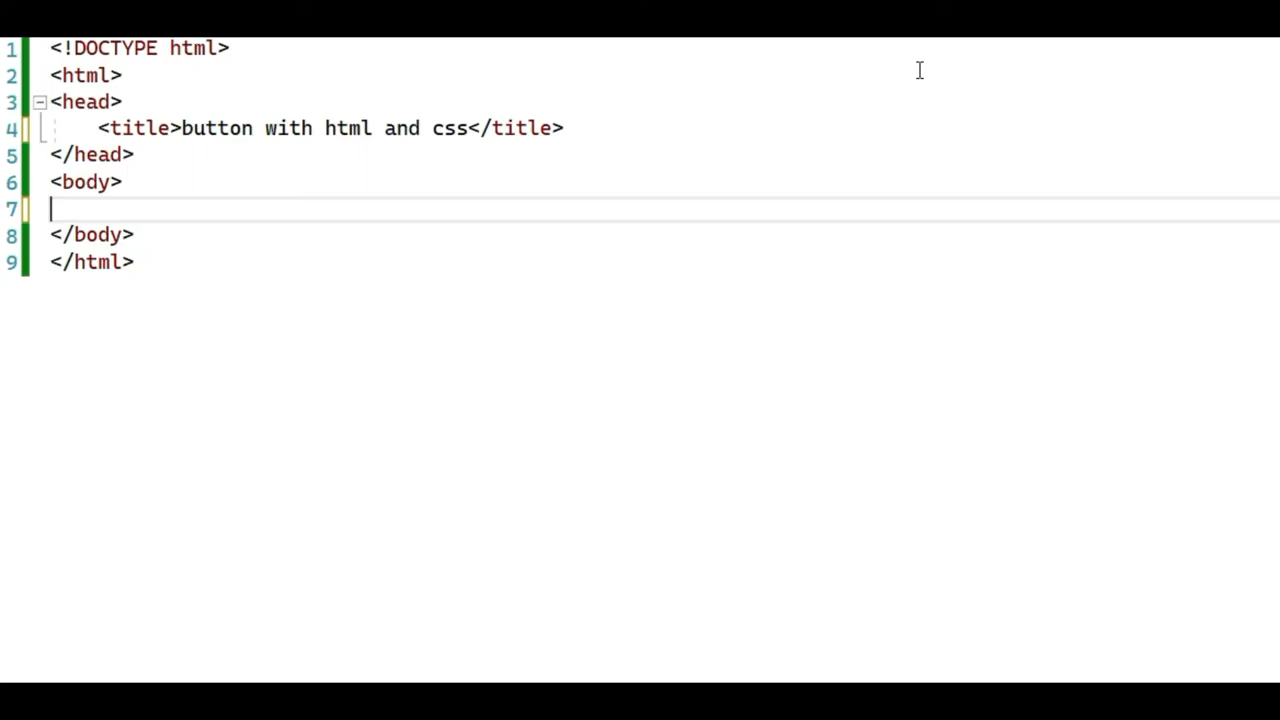 1 <!DOCTYPE html>
2 <html>
3 <head>
4 <title>button with html and css</title>
5 </head>
6 <body>
7
8 </body>
9 </html>